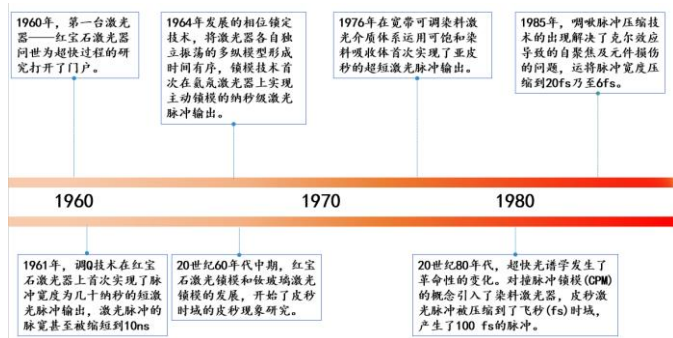 1960年，第一台激光
器——红宝石激光器
问世为超快过程的研
究打开了门户。
1964年发展的相位锁定
技术，将激光器各自独
立振荡的多纵模型形成
时间有序，锁模技术首
次在氦氖激光器上实现
主动锁模的纳秒级激光
脉冲输出。
1976年在宽带可调染料激
光介质体系运用可饱和染
料吸收体首次实现了亚皮
秒的超短激光脉冲输出。
1985年，啁啾脉冲压缩技
术的出现解决了克尔效应
导致的自聚焦及元件损伤
的问题，运将脉冲宽度压
缩到20fs乃至6fs。
1960
1970
1980
1961年，调Q技术在红宝
石激光器上首次实现了脉
冲宽度为几十纳秒的短激
光脉冲输出，激光脉冲的
脉宽甚至被缩短到10ns
20世纪60年代中期，红宝
石激光锁模和钕玻璃激光
锁模的发展，开始了皮秒
时域的皮秒现象研究。
20世纪80年代，超快光谱学发生了
革命性的变化。对撞脉冲锁模(CPM)
的概念引入了染料激光器，皮秒激
光脉冲被压缩到了飞秒(fs)时域，
产生了100 fs的脉冲。